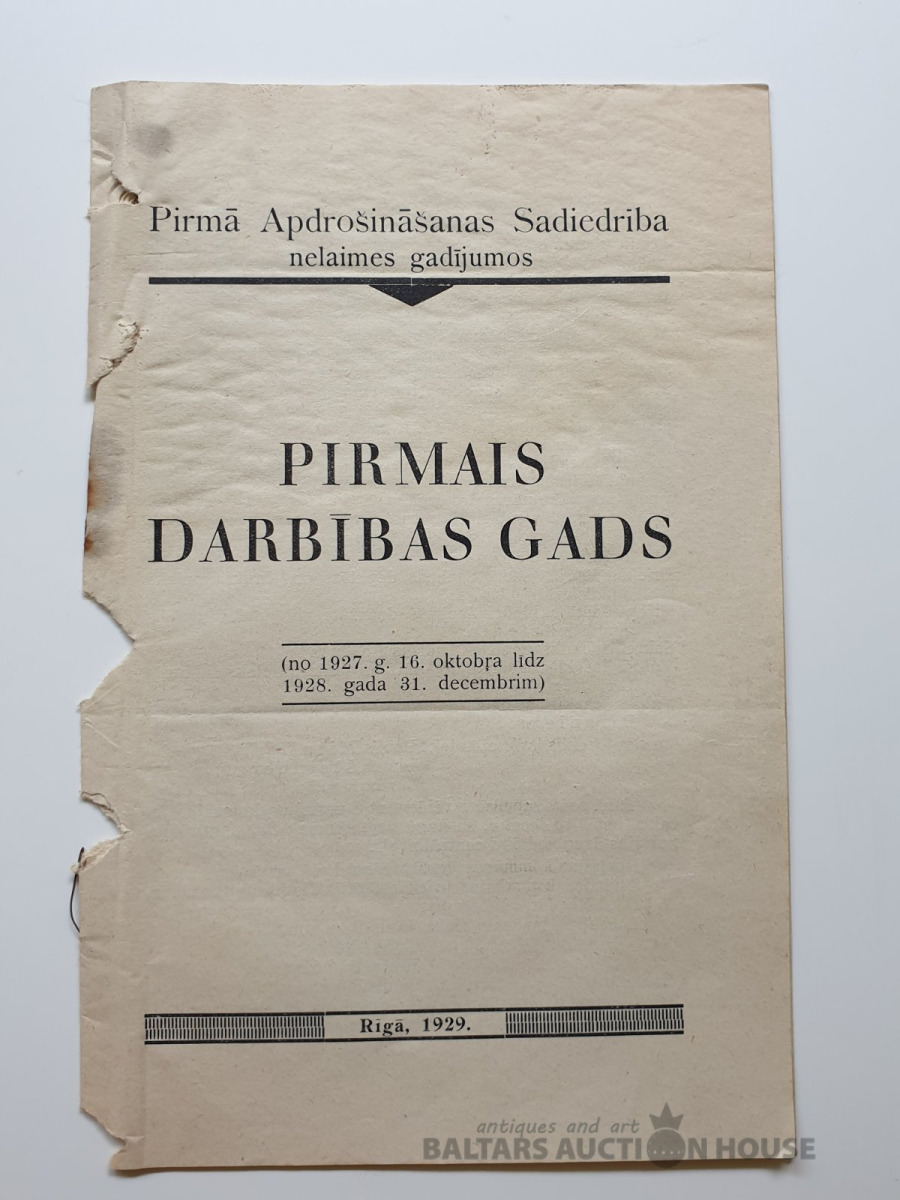 Pirmā Apdrošināšanas Sadiedrība
nelaimes gadījumos
PIRMAIS
DARBĪBAS GADS
(no 1927. g. 16. oktobŗa līdz
1928. gada 31. decembrim)
Rīgā, 1929.
antiques and art
BALTARS AUCTION HOUSE